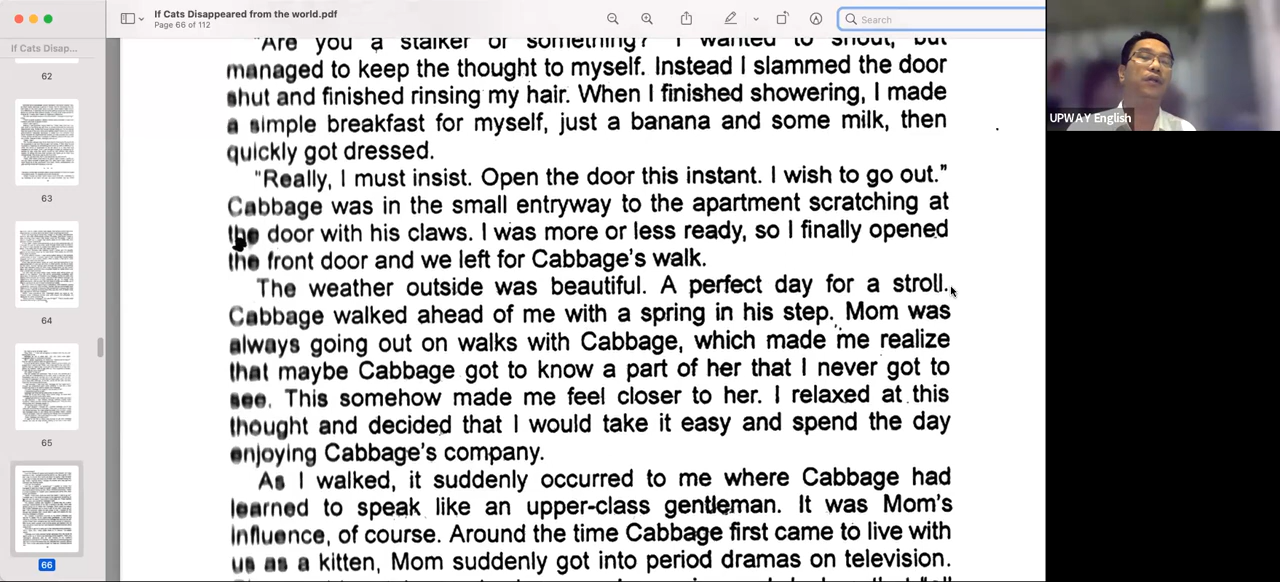 If Cats Disappeared from the world.pdf
Page 66 of 112
Search
If Cats Disap...
62
63
64
65
66
UPWAY English
"Are you a stalker or something?" I wanted to shout, but
managed to keep the thought to myself. Instead I slammed the door
shut and finished rinsing my hair. When I finished showering, I made
a simple breakfast for myself, just a banana and some milk, then
quickly got dressed.
"Really, I must insist. Open the door this instant. I wish to go out."
Cabbage was in the small entryway to the apartment scratching at
the door with his claws. I was more or less ready, so I finally opened
the front door and we left for Cabbage's walk.
The weather outside was beautiful. A perfect day for a stroll.
Cabbage walked ahead of me with a spring in his step. Mom was
always going out on walks with Cabbage, which made me realize
that maybe Cabbage got to know a part of her that I never got to
see. This somehow made me feel closer to her. I relaxed at this
thought and decided that I would take it easy and spend the day
enjoying Cabbage's company.
As I walked, it suddenly occurred to me where Cabbage had
learned to speak like an upper-class gentleman. It was Mom's
influence, of course. Around the time Cabbage first came to live with
us as a kitten, Mom suddenly got into period dramas on television.